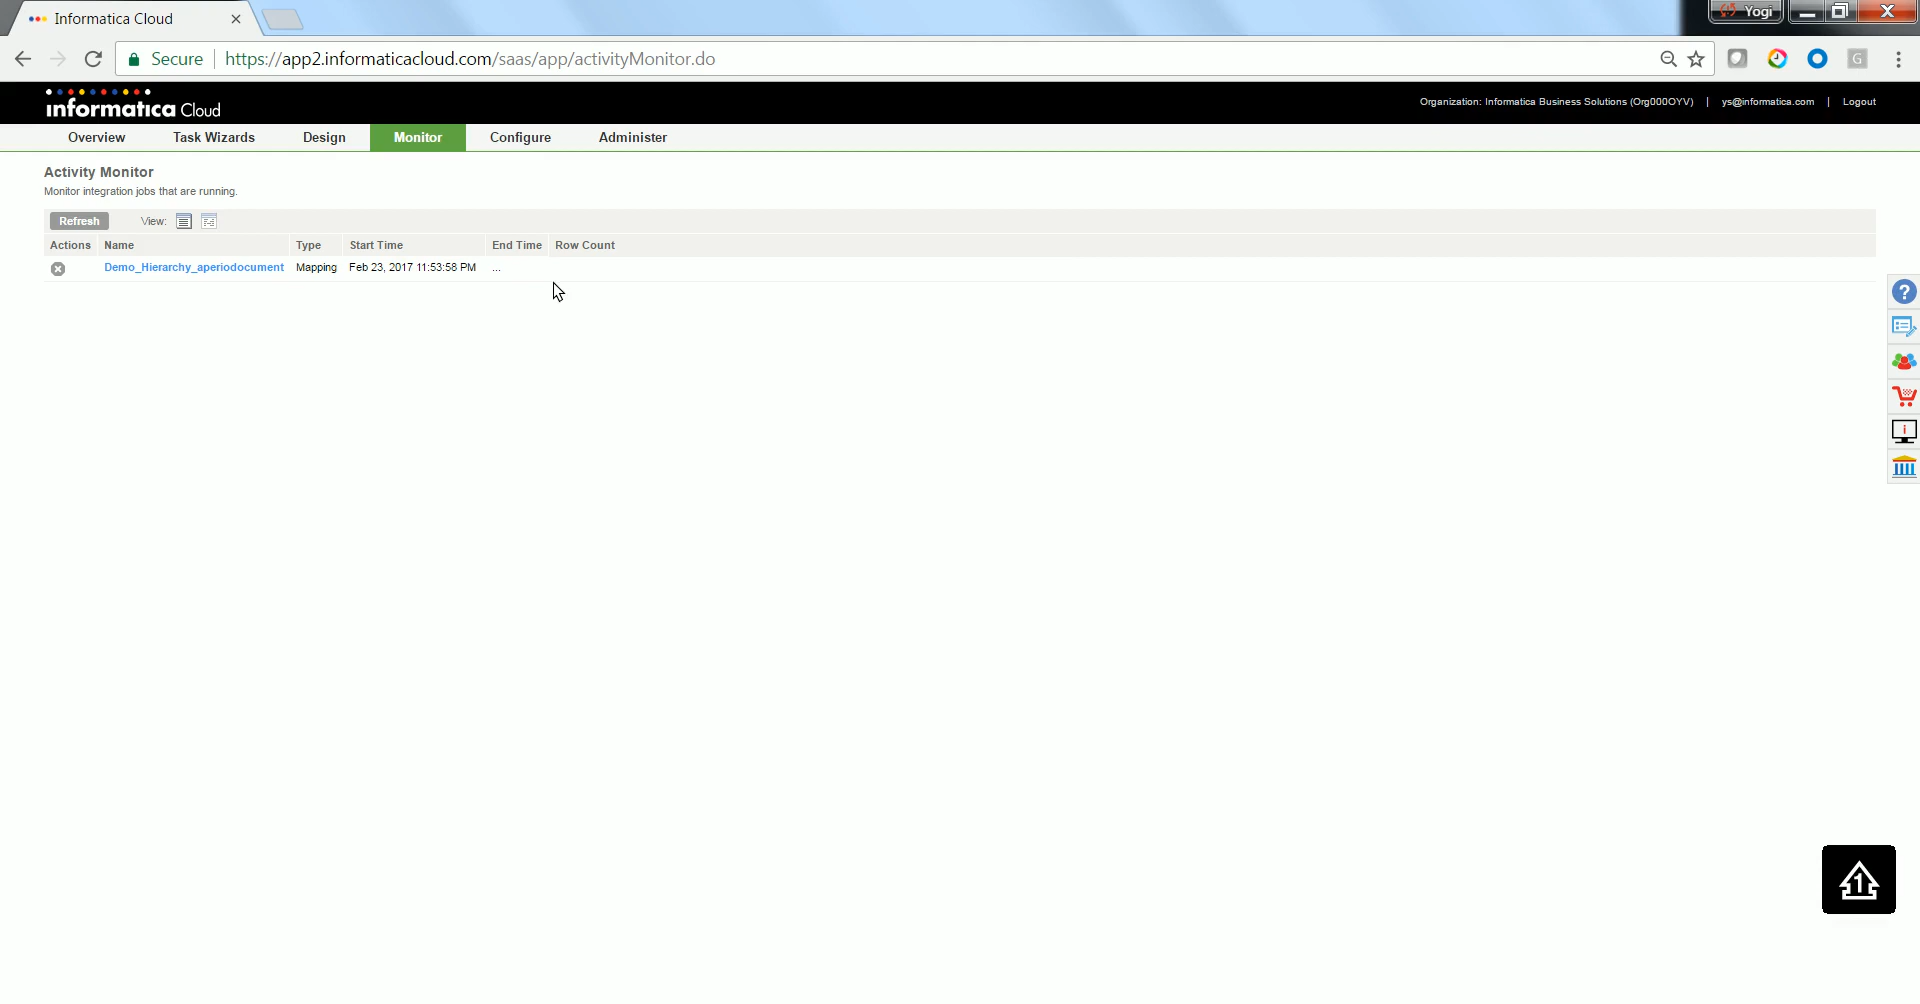 Informatica Cloud
Yogi
Secure https://app2.informaticacloud.com/saas/app/activityMonitor.do
G
informatica Cloud
Organization: Informatica Business Solutions (Org000OYV) | ys@informatica.com | Logout
Overview Task Wizards Design Monitor Configure Administer
Activity Monitor
Monitor integration jobs that are running.
Refresh View:
Actions Name Type Start Time End Time Row Count
Demo_Hierarchy_aperiodocument Mapping Feb 23, 2017 11:53:58 PM ...
?
i
1